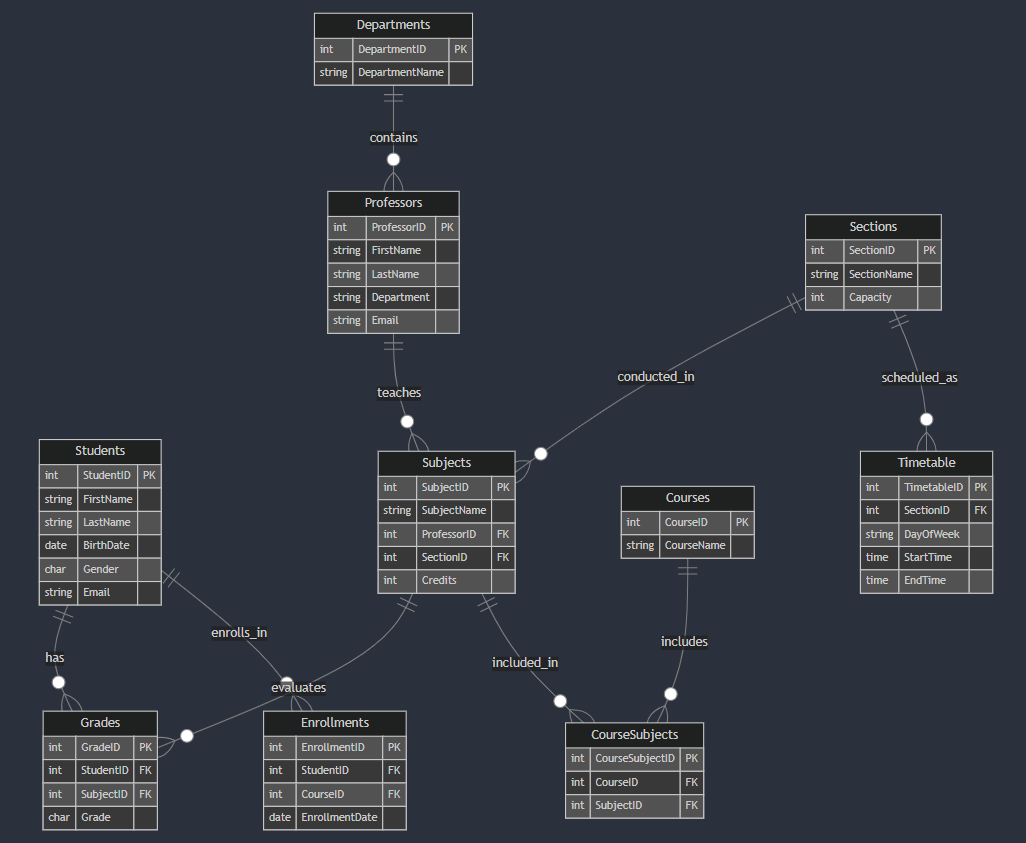 Departments
int DepartmentID PK
string DepartmentName
contains
Professors
int ProfessorID PK
string FirstName
string LastName
string Department
string Email
teaches
Sections
int SectionID PK
string SectionName
int Capacity
conducted_in
scheduled_as
Students
int StudentID PK
string FirstName
string LastName
date BirthDate
char Gender
string Email
Subjects
int SubjectID PK
string SubjectName
int ProfessorID FK
int SectionID FK
int Credits
Courses
int CourseID PK
string CourseName
Timetable
int TimetableID PK
int SectionID FK
string DayOfWeek
time StartTime
time EndTime
has
enrolls_in
evaluates
included_in
includes
Grades
int GradeID PK
int StudentID FK
int SubjectID FK
char Grade
Enrollments
int EnrollmentID PK
int StudentID FK
int CourseID FK
date EnrollmentDate
CourseSubjects
int CourseSubjectID PK
int CourseID FK
int SubjectID FK